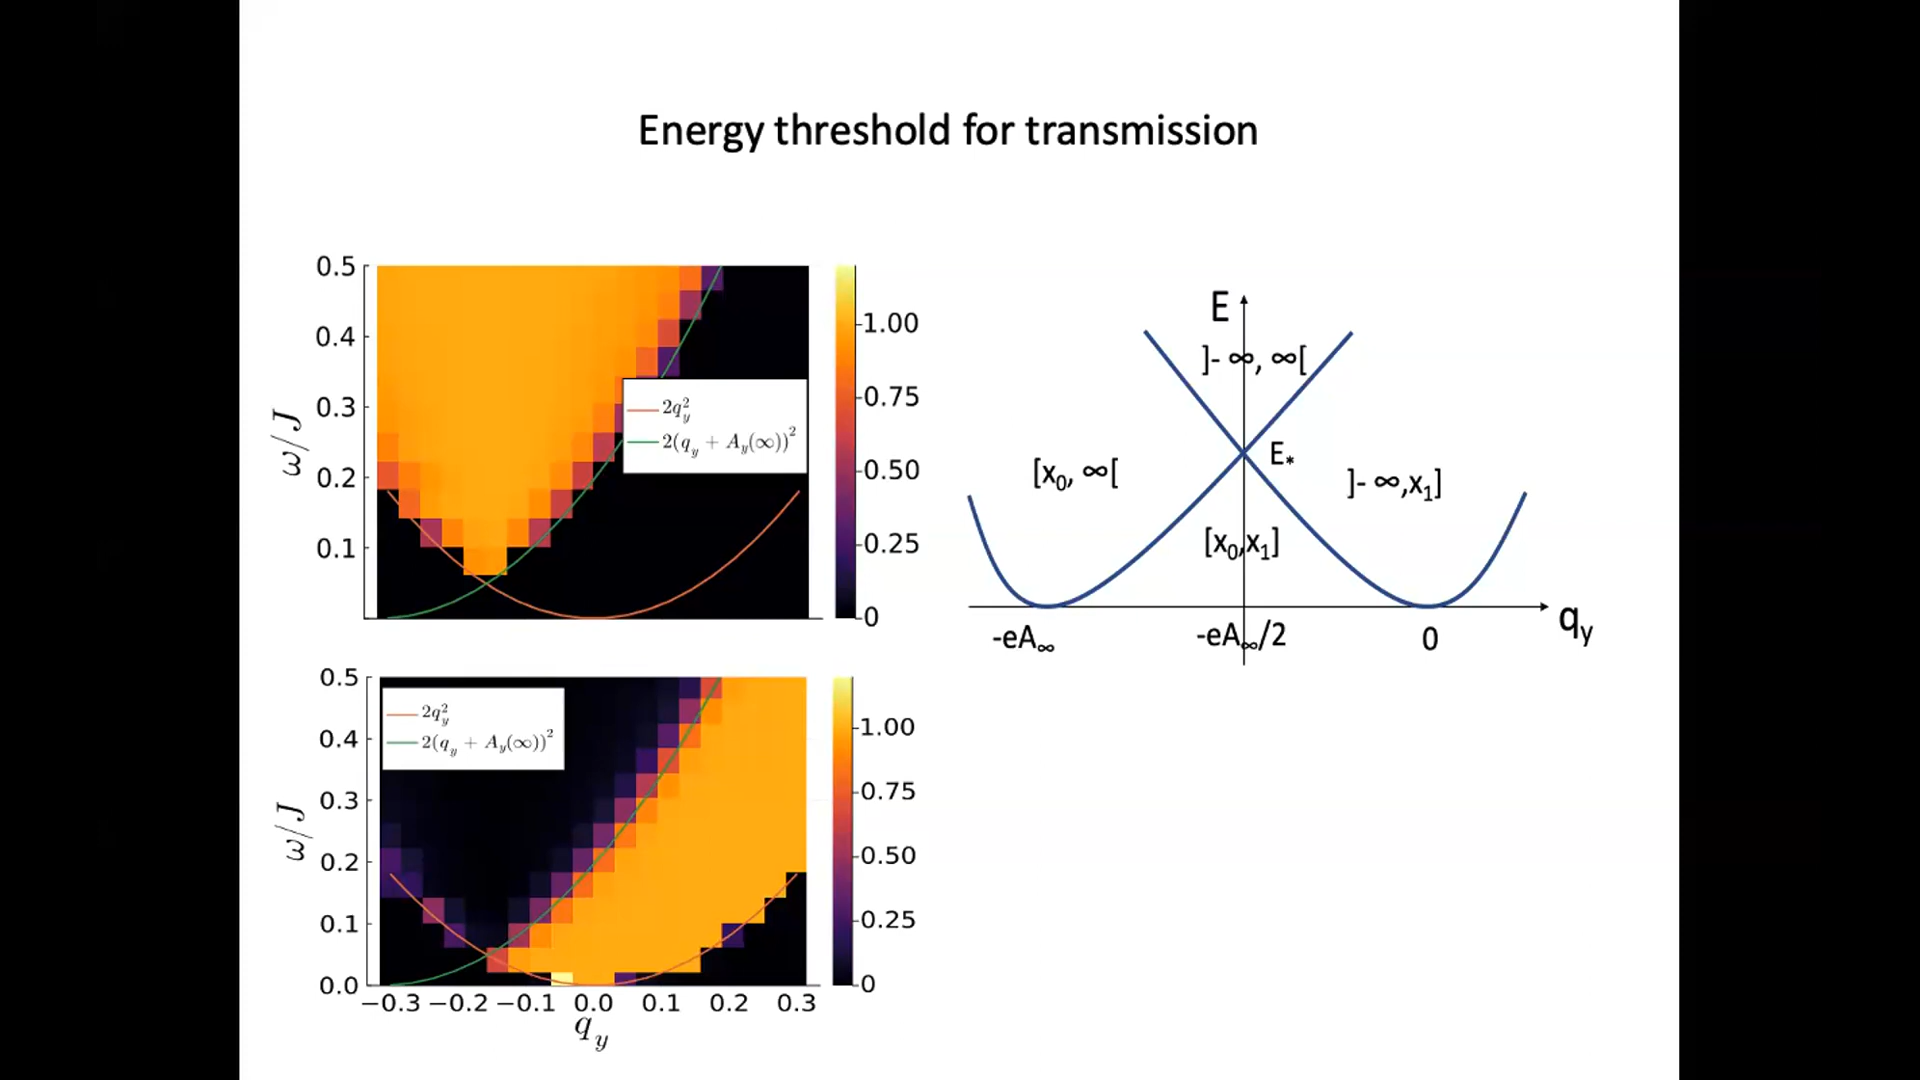 Energy threshold for transmission
0.5
0.4
0.3
0.2
0.1
ω/J
2q_y^2
2(q_y + A_y(∞))^2
1.00
0.75
0.50
0.25
0
E
]- ∞, ∞[
E*
[x₀, ∞[
]- ∞,x₁]
[x₀,x₁]
-eA∞
-eA∞/2
0
q_y
0.5
0.4
0.3
0.2
0.1
0.0
ω/J
2q_y^2
2(q_y + A_y(∞))^2
1.00
0.75
0.50
0.25
0
−0.3 −0.2 −0.1 0.0 0.1 0.2 0.3
q_y